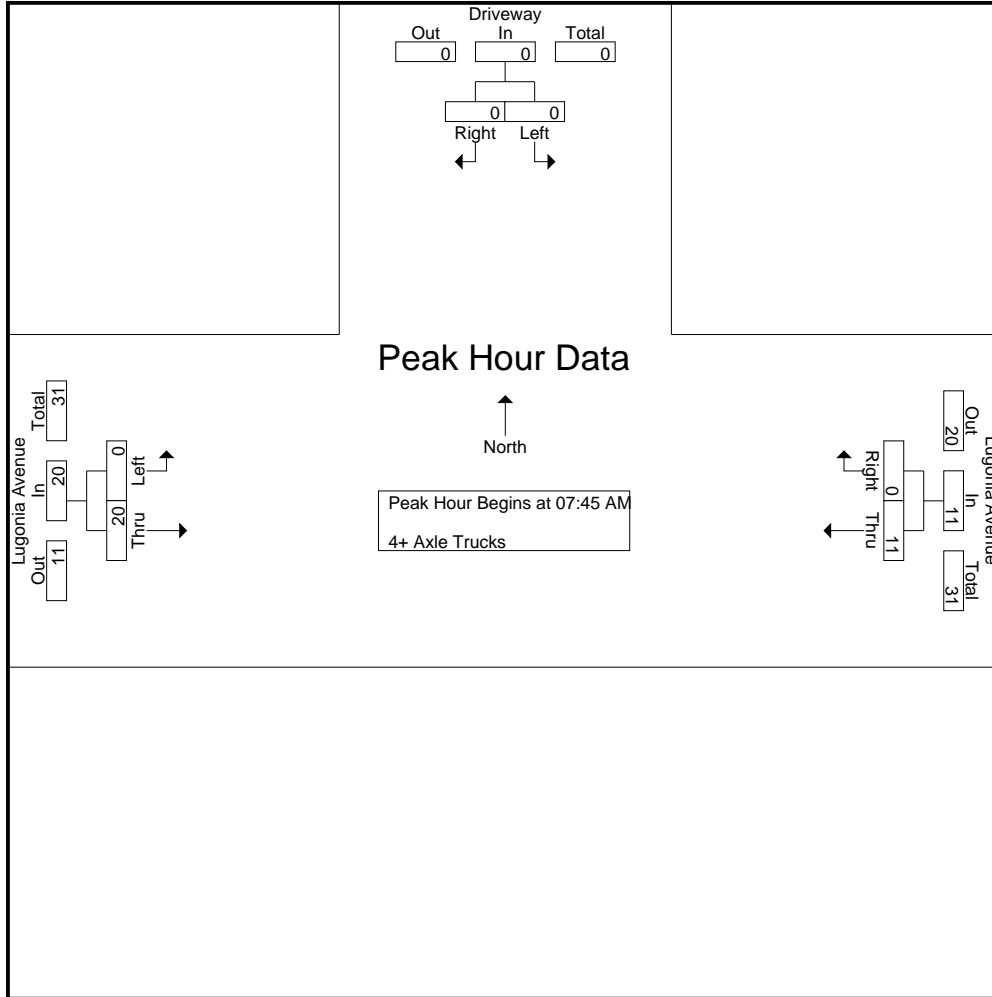 Driveway
Out In Total
0 0 0
0 0
Right Left
Peak Hour Data
North
Peak Hour Begins at 07:45 AM
4+ Axle Trucks
Lugonia Avenue
Out In Total
11 20 31
Left Thru
0 20
Lugonia Avenue
Out In Total
20 11 31
Right Thru
0 11